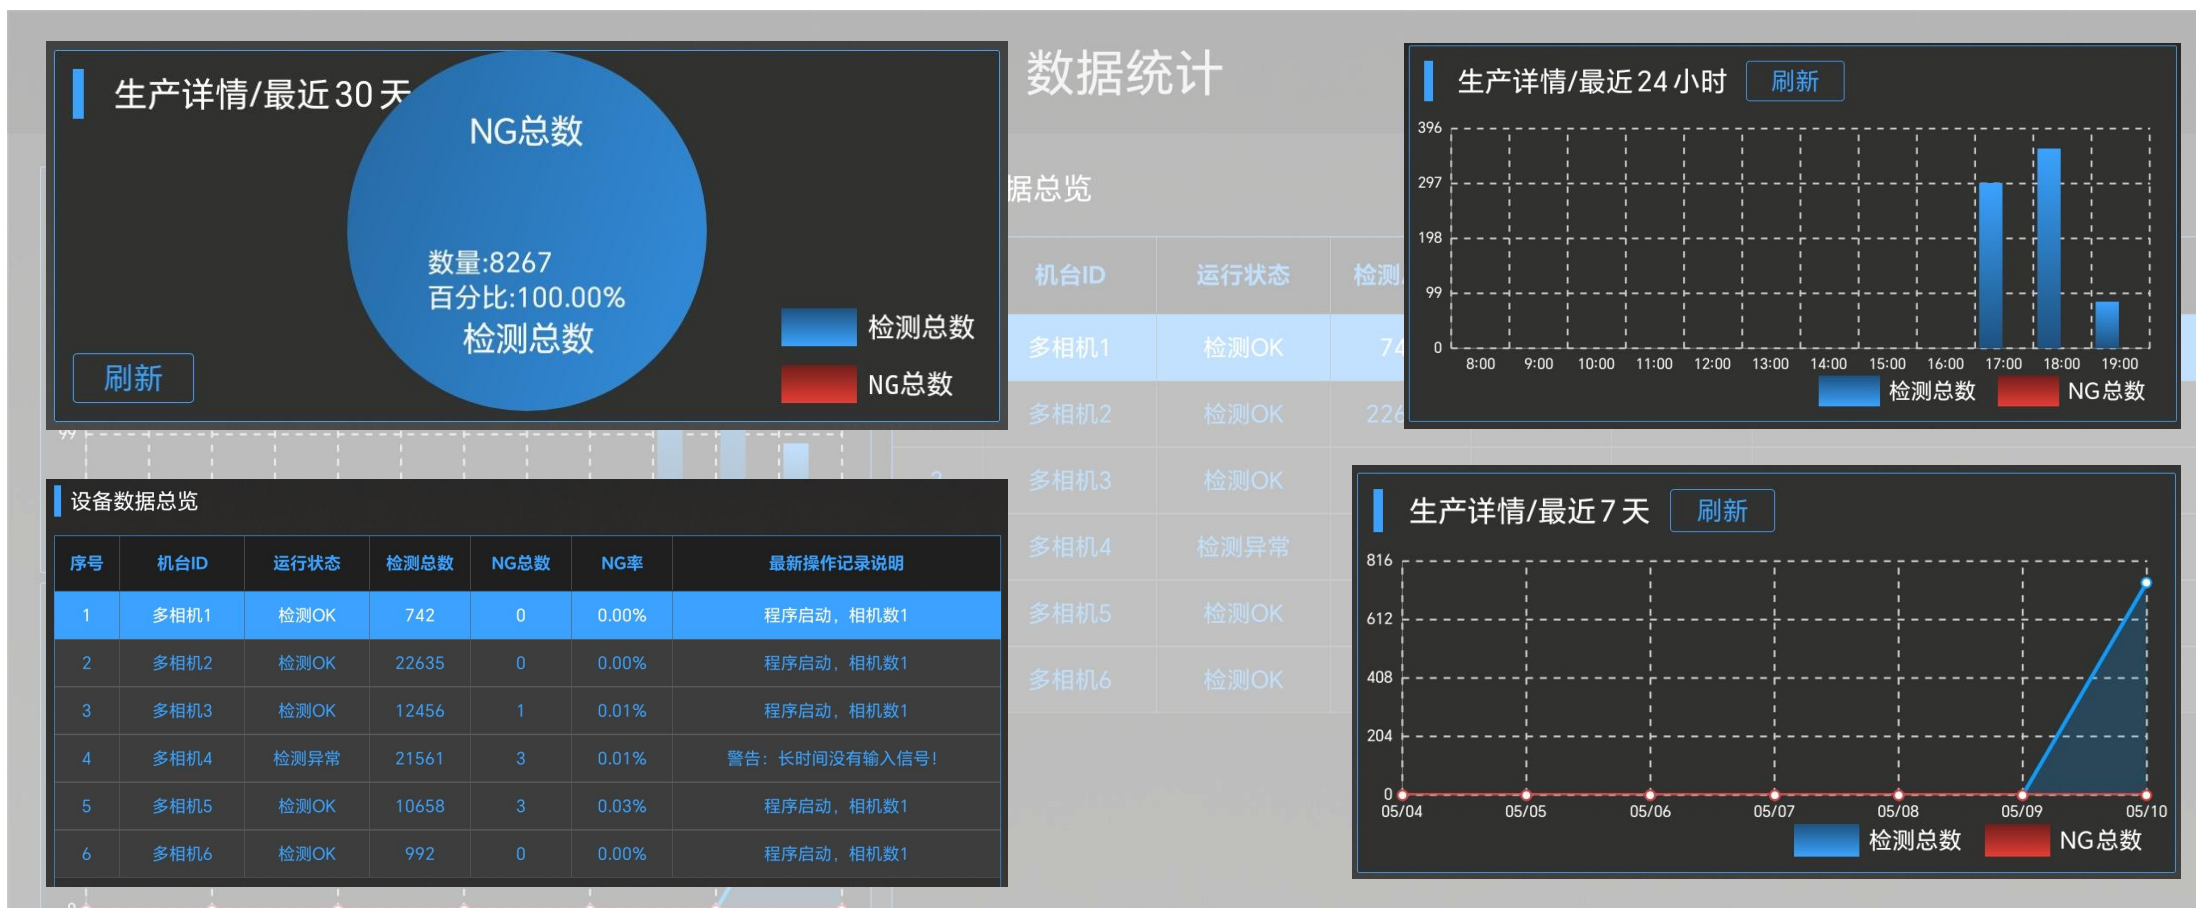 数据统计
生产详情/最近30天
NG总数
数量:8267
百分比:100.00%
检测总数
检测总数
NG总数
刷新
生产详情/最近24小时 刷新
396
297
198
99
0
8:00 9:00 10:00 11:00 12:00 13:00 14:00 15:00 16:00 17:00 18:00 19:00
检测总数 NG总数
据总览
机台ID 运行状态 检测
多相机1 检测OK 74
多相机2 检测OK 226
多相机3 检测OK
多相机4 检测异常
多相机5 检测OK
多相机6 检测OK
99
设备数据总览
序号 机台ID 运行状态 检测总数 NG总数 NG率 最新操作记录说明
1 多相机1 检测OK 742 0 0.00% 程序启动，相机数1
2 多相机2 检测OK 22635 0 0.00% 程序启动，相机数1
3 多相机3 检测OK 12456 1 0.01% 程序启动，相机数1
4 多相机4 检测异常 21561 3 0.01% 警告：长时间没有输入信号！
5 多相机5 检测OK 10658 3 0.03% 程序启动，相机数1
6 多相机6 检测OK 992 0 0.00% 程序启动，相机数1
生产详情/最近7天 刷新
816
612
408
204
0
05/04 05/05 05/06 05/07 05/08 05/09 05/10
检测总数 NG总数